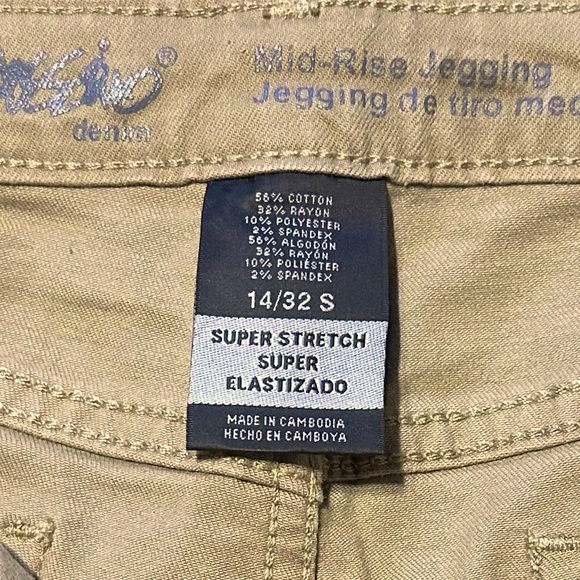 Mossimo®
denim
Mid-Rise Jegging
Jegging de tiro med
56% COTTON
32% RAYON
10% POLYESTER
2% SPANDEX
56% ALGODÓN
32% RAYÓN
10% POLIÉSTER
2% SPANDEX
14/32 S
SUPER STRETCH
SUPER
ELASTIZADO
MADE IN CAMBODIA
HECHO EN CAMBOYA